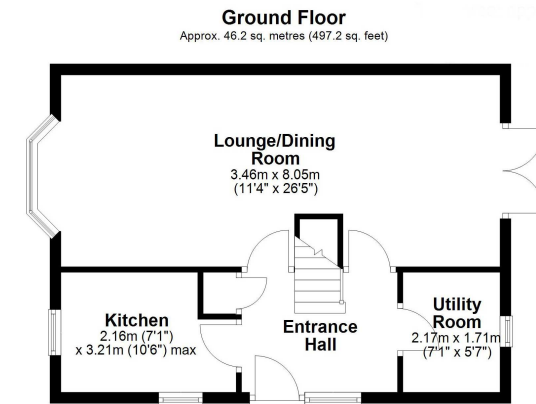 Ground Floor
Approx. 46.2 sq. metres (497.2 sq. feet)
Lounge/Dining
Room
3.46m x 8.05m
(11'4" x 26'5")
Kitchen
2.16m (7'1")
x 3.21m (10'6") max
Entrance
Hall
Utility
Room
2.17m x 1.71m
(7'1" x 5'7")